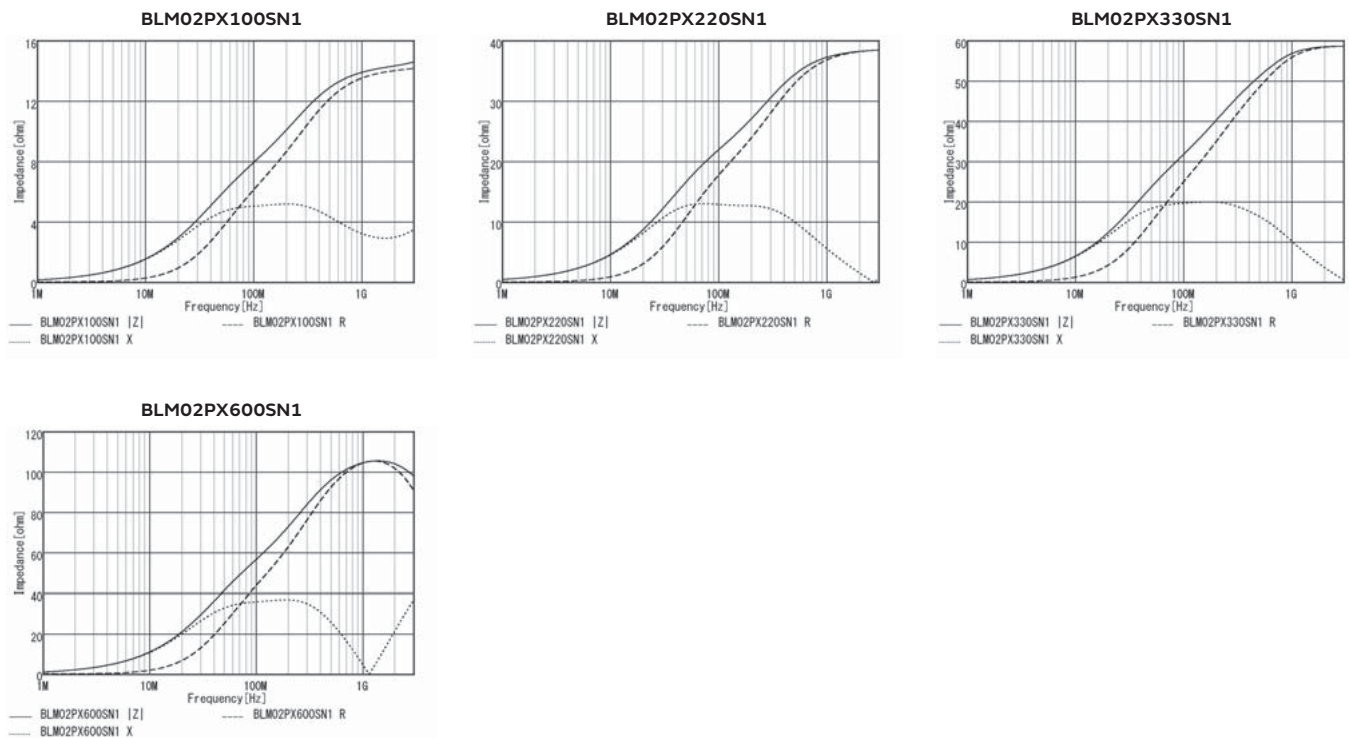 BLM02PX100SN1
16
12
8
4
0
Impedance[ohm]
1M 10M 100M 1G
Frequency[Hz]
BLM02PX100SN1 |Z| BLM02PX100SN1 R
BLM02PX100SN1 X
BLM02PX220SN1
40
30
20
10
0
Impedance[ohm]
1M 10M 100M 1G
Frequency[Hz]
BLM02PX220SN1 |Z| BLM02PX220SN1 R
BLM02PX220SN1 X
BLM02PX330SN1
60
50
40
30
20
10
0
Impedance[ohm]
1M 10M 100M 1G
Frequency[Hz]
BLM02PX330SN1 |Z| BLM02PX330SN1 R
BLM02PX330SN1 X
BLM02PX600SN1
120
100
80
60
40
20
0
Impedance[ohm]
1M 10M 100M 1G
Frequency[Hz]
BLM02PX600SN1 |Z| BLM02PX600SN1 R
BLM02PX600SN1 X